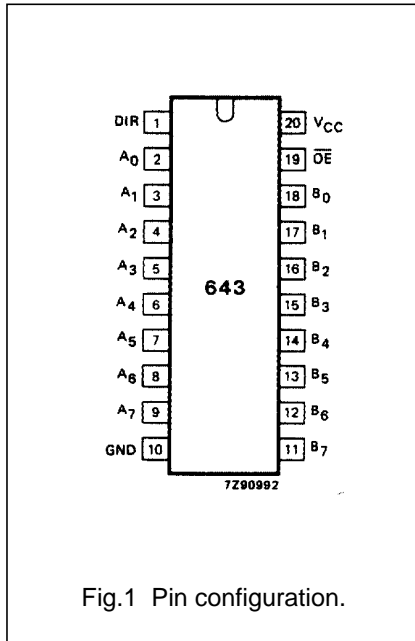 DIR 1 20 VCC
A0 2 19 OE
A1 3 18 B0
A2 4 17 B1
A3 5 16 B2
A4 6 15 B3
643
A5 7 14 B4
A6 8 13 B5
A7 9 12 B6
GND 10 11 B7
7Z90992
Fig.1 Pin configuration.